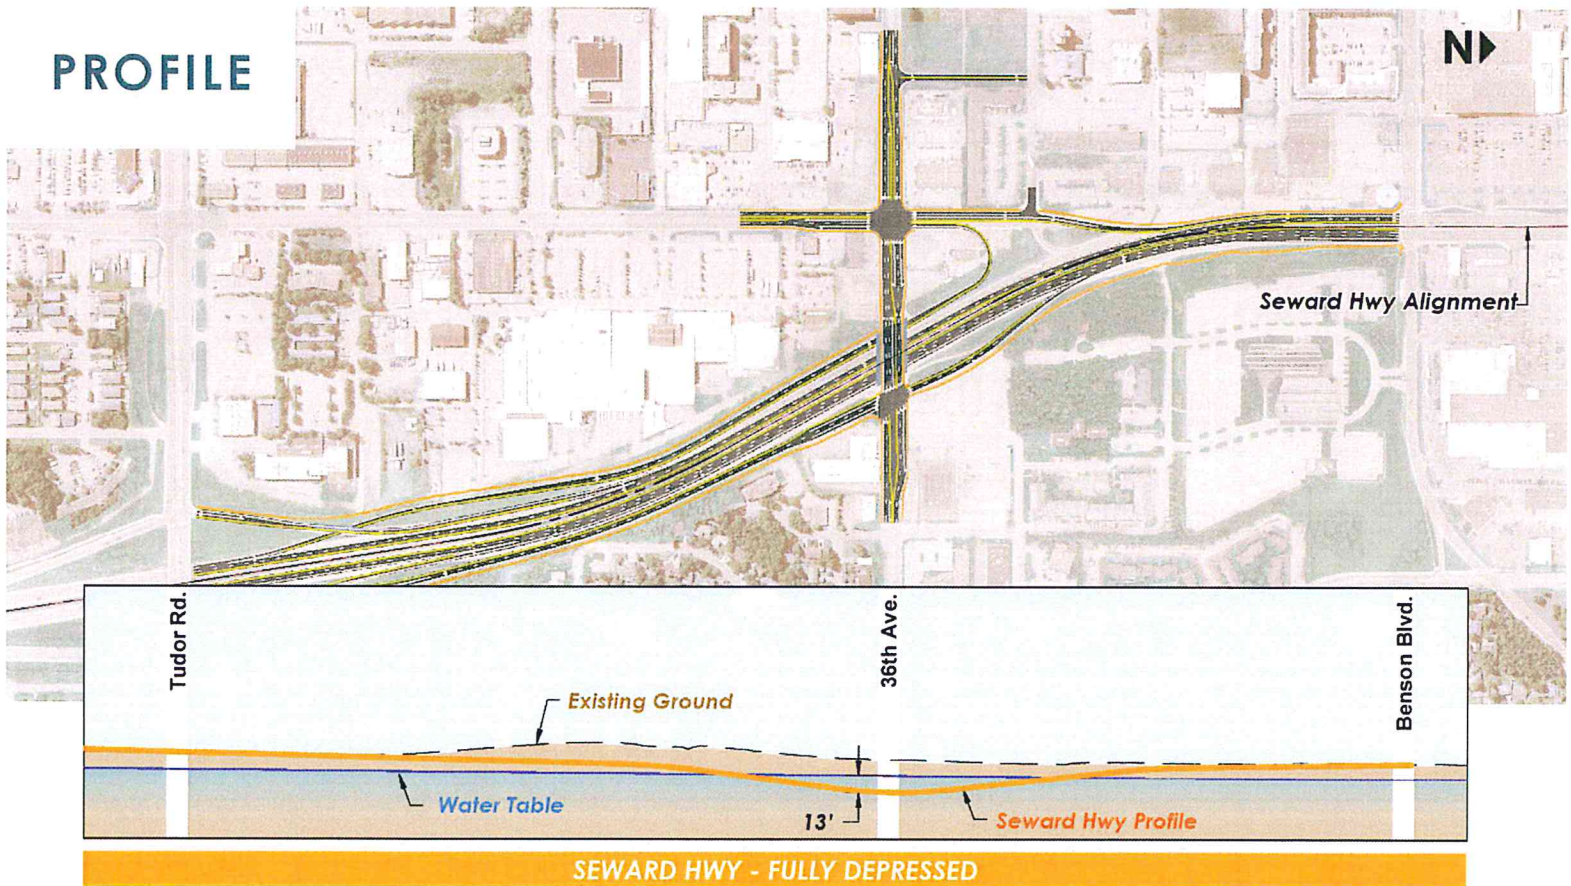 PROFILE
N
Seward Hwy Alignment
Tudor Rd.
36th Ave.
Benson Blvd.
Existing Ground
Water Table
13'
Seward Hwy Profile
SEWARD HWY - FULLY DEPRESSED